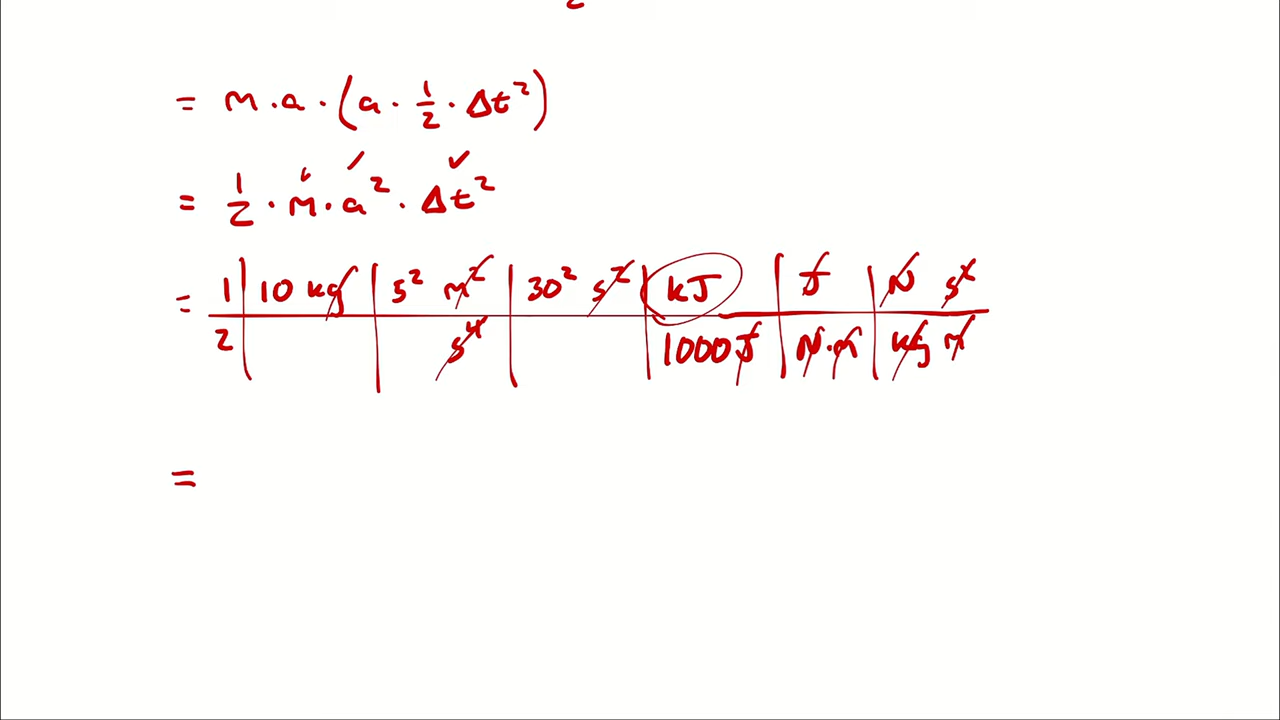 2
= m · a · (a · 1/2 · Δt²)
= 1/2 · m · a² · Δt²
= 1 | 10 kg | 5² m² | 30² s² | kJ | J | N s²
2 | | s⁴ | | 1000 J | N·m | kg m
=